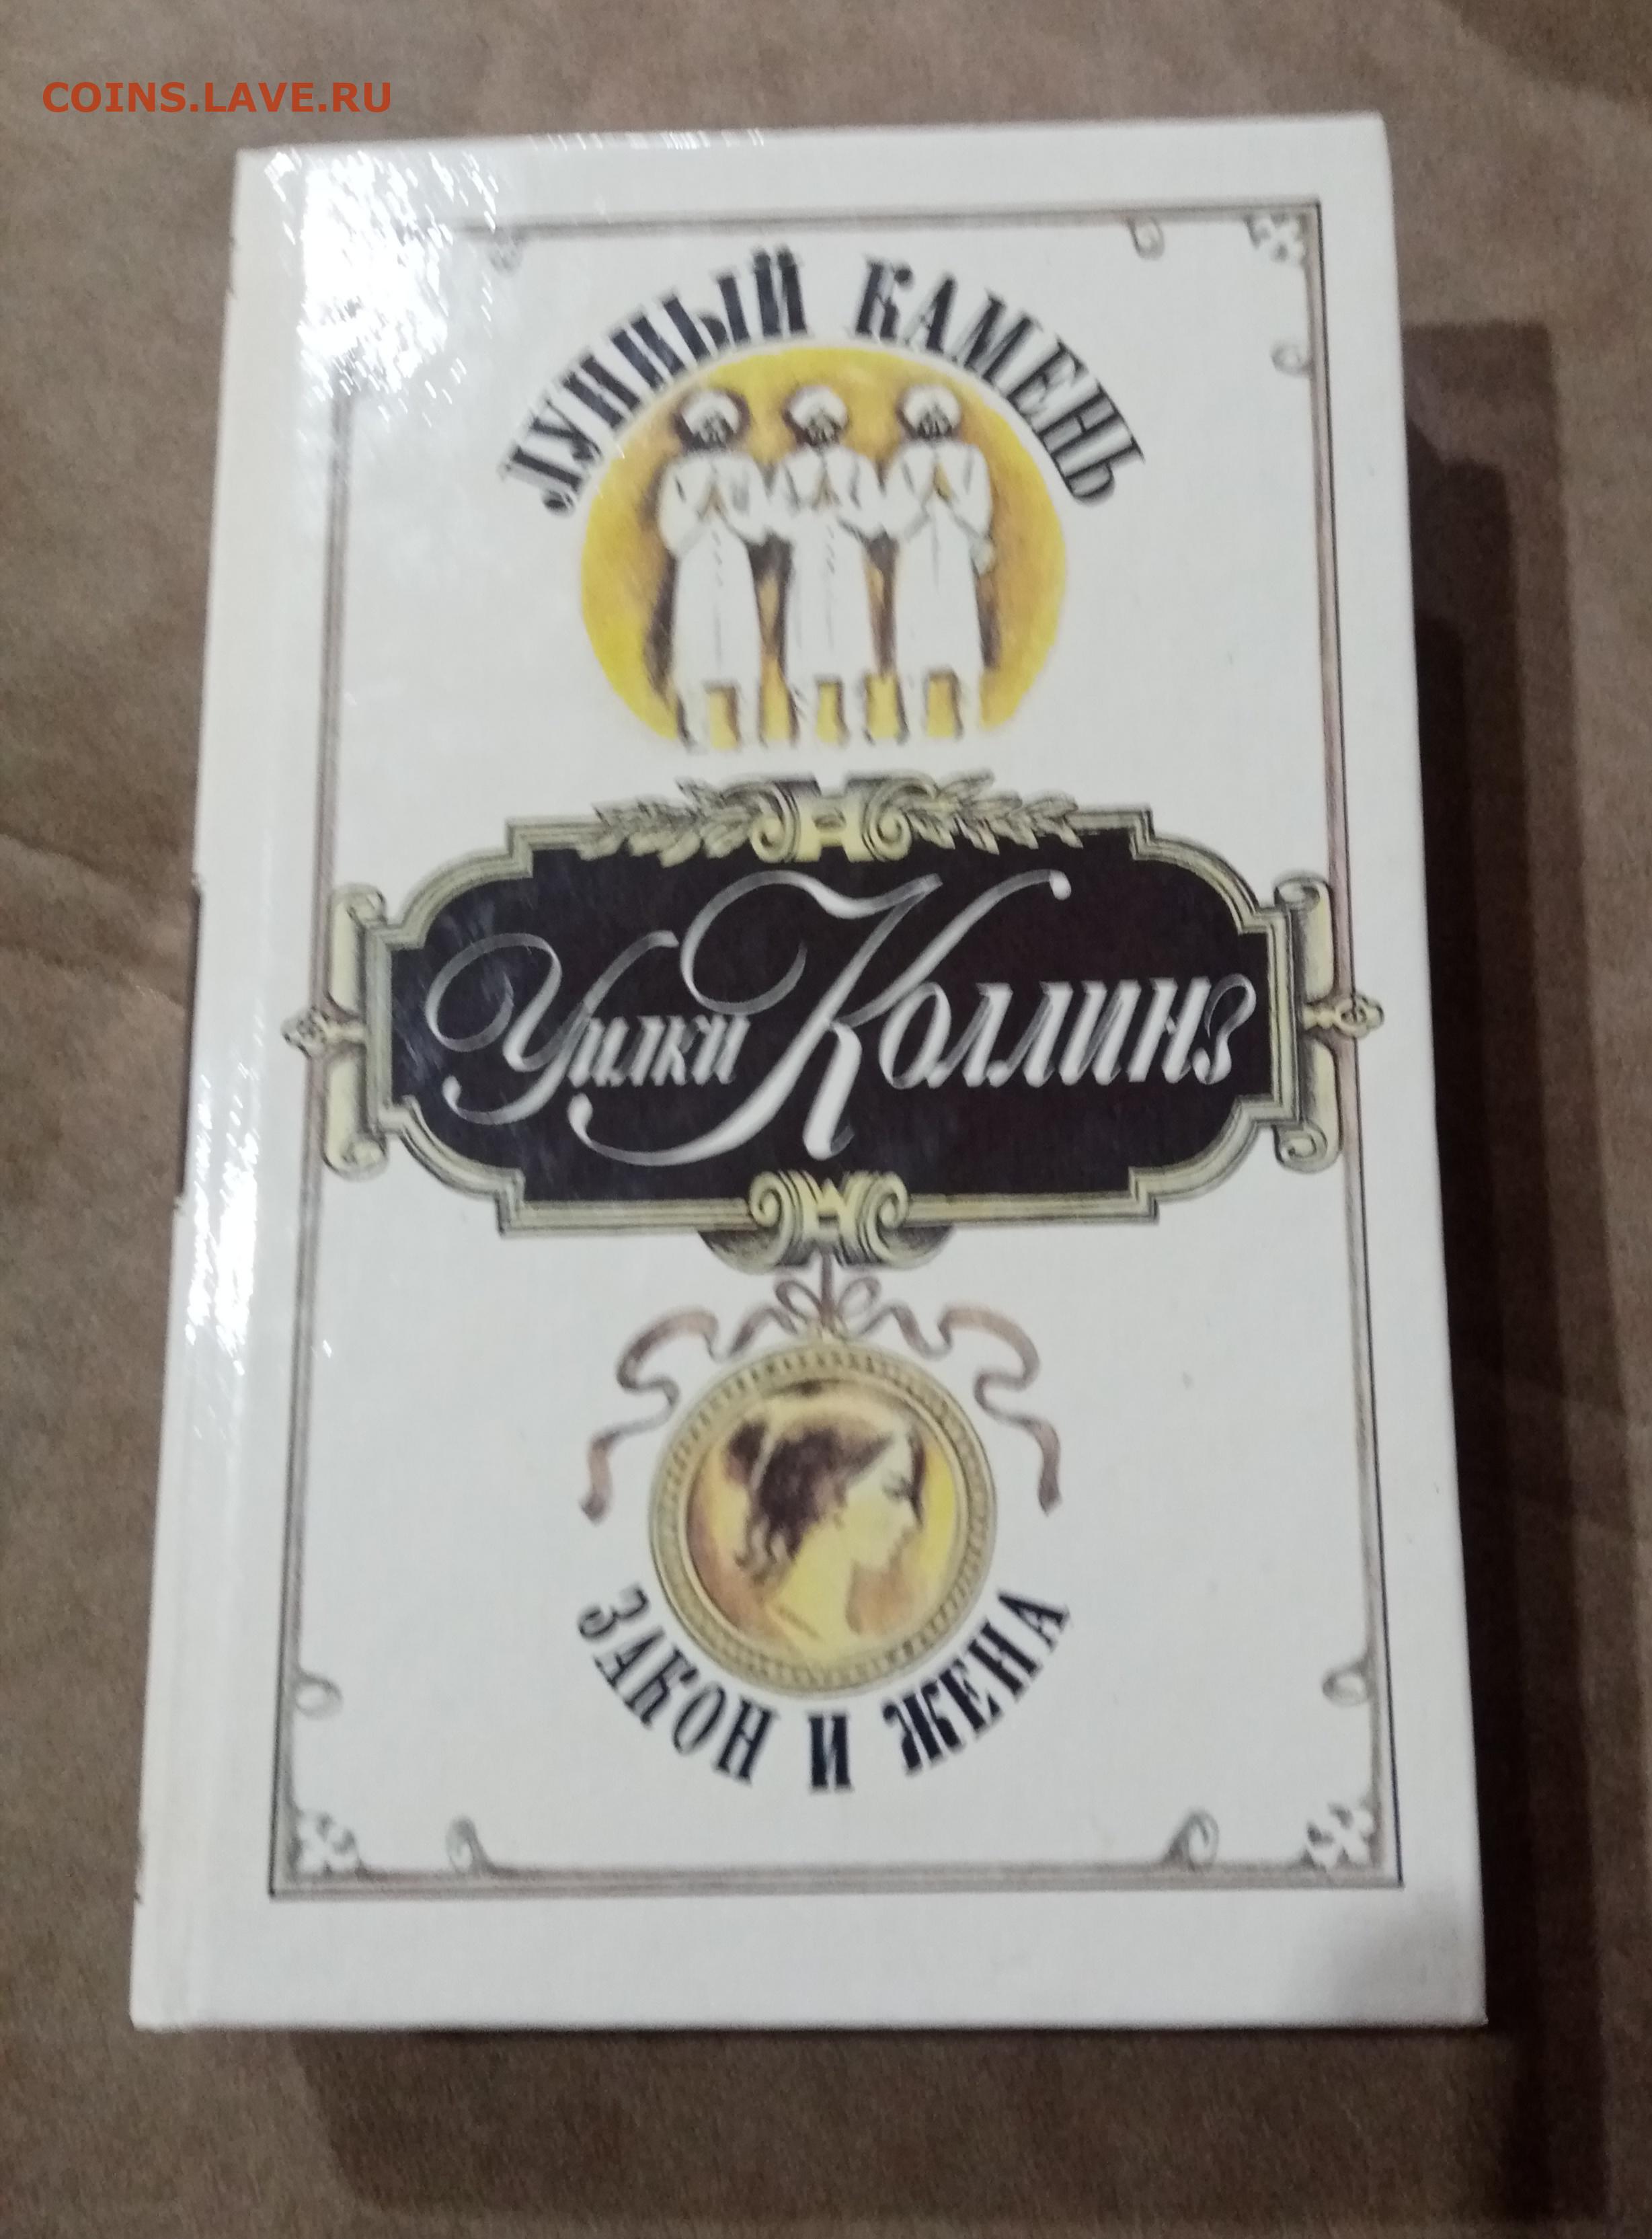 COINS.LAVE.RU
ЛУННЫЙ КАМЕНЬ
Уилки Коллинз
ЗАКОН И ЖЕНА